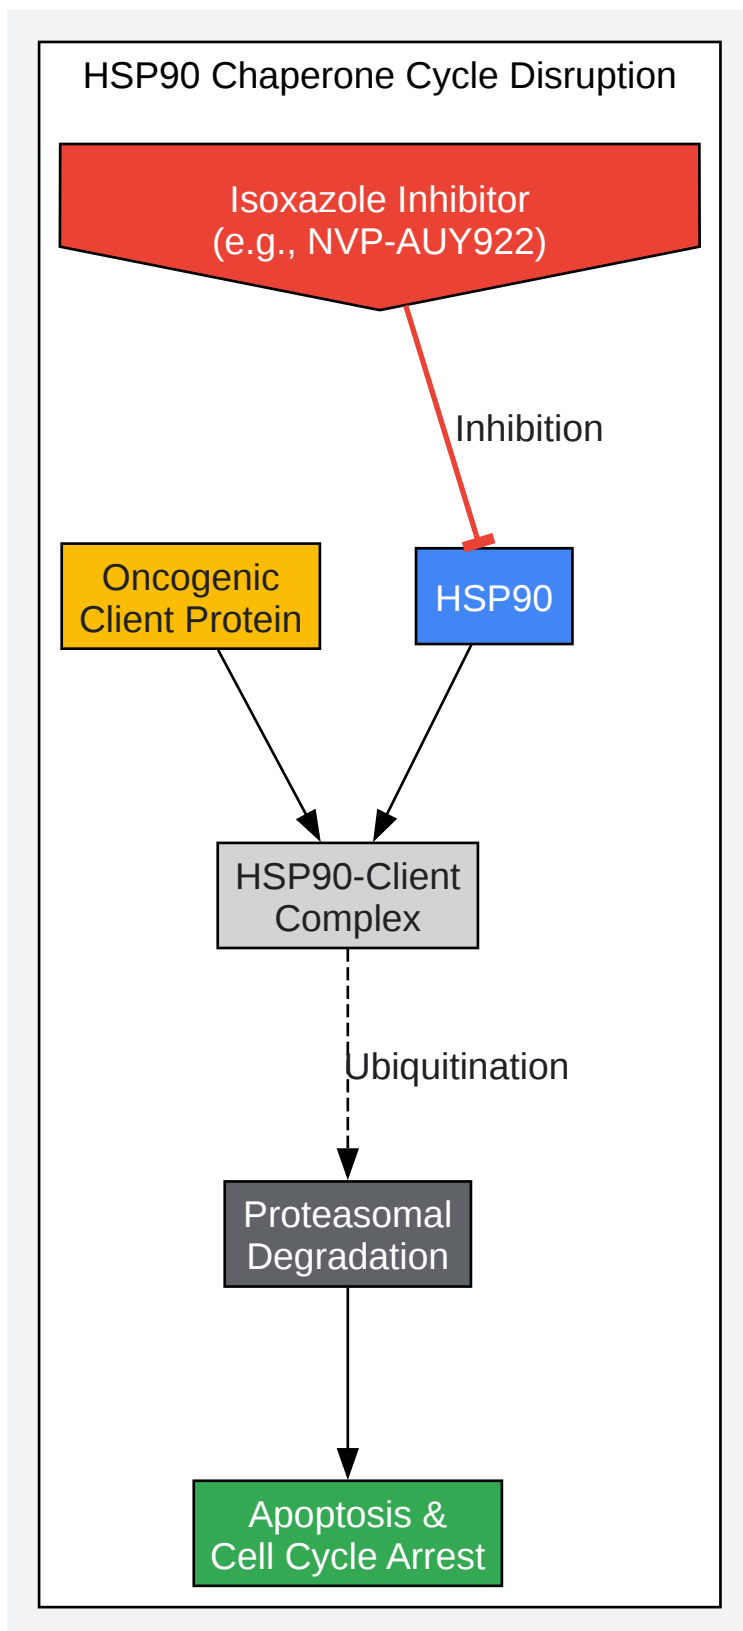 HSP90 Chaperone Cycle Disruption
Isoxazole Inhibitor
(e.g., NVP-AUY922)
Inhibition
Oncogenic
Client Protein
HSP90
HSP90-Client
Complex
Ubiquitination
Proteasomal
Degradation
Apoptosis &
Cell Cycle Arrest